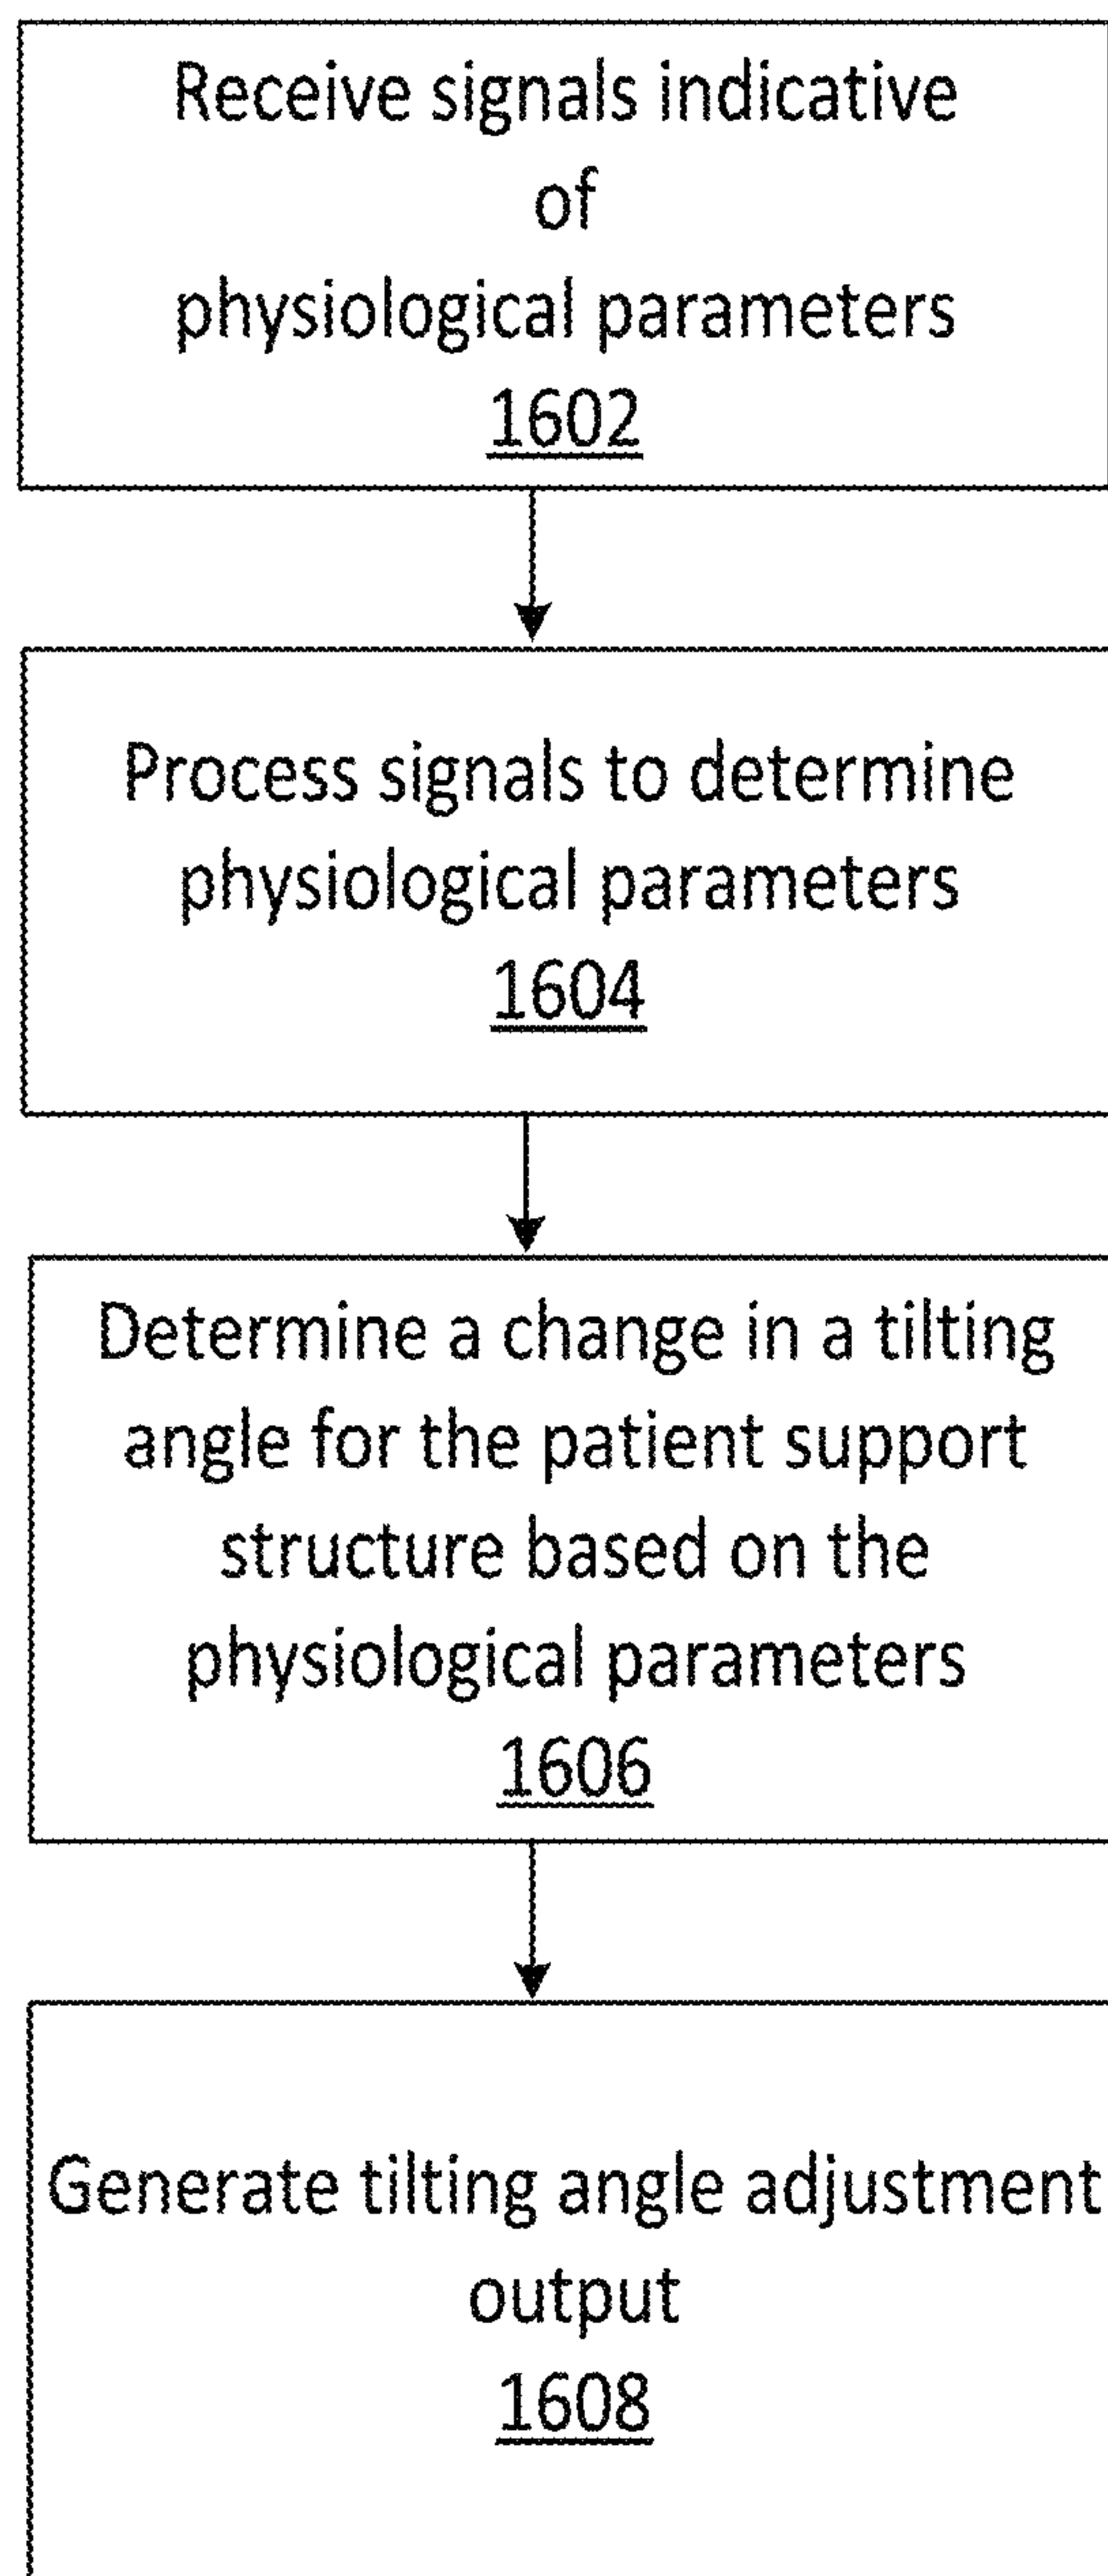 Receive signals indicative
of
physiological parameters
1602
Process signals to determine
physiological parameters
1604
Determine a change in a tilting
angle for the patient support
structure based on the
physiological parameters
1606
Generate tilting angle adjustment
output
1608